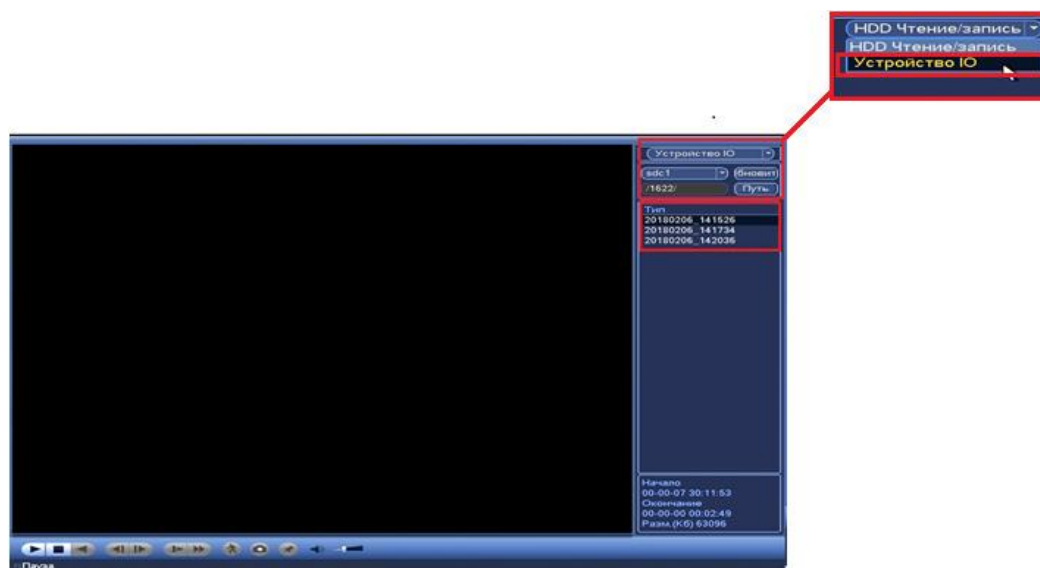 HDD Чтение/запись
HDD Чтение/запись
Устройство IO
Устройство IO
sdc1
бновит
/1622/
Путь
Тип
20180206_141526
20180206_141734
20180206_142036
Начало
00-00-07 30:11:53
Окончание
00-00-00 00:02:49
Разм.(Кб) 63096
Пауза